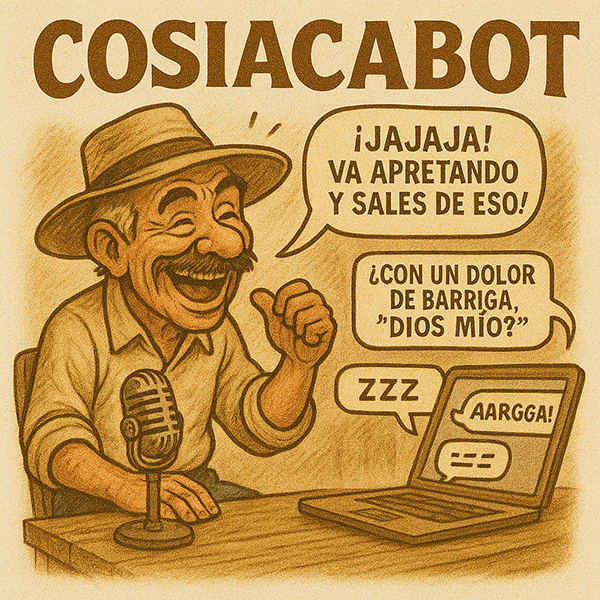 COSIACABOT
¡JAJAJA!
VA APRETANDO
Y SALES DE ESO!
¿CON UN DOLOR
DE BARRIGA,
"DIOS MÍO?"
ZZZ
AARGGA!